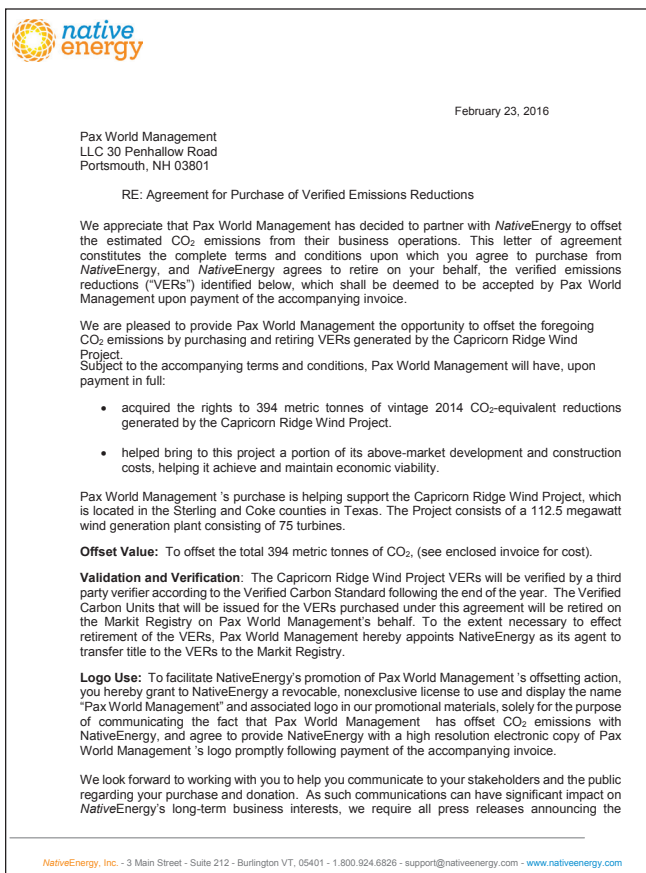 native
energy
February 23, 2016
Pax World Management
LLC 30 Penhallow Road
Portsmouth, NH 03801
RE: Agreement for Purchase of Verified Emissions Reductions
We appreciate that Pax World Management has decided to partner with NativeEnergy to offset
the estimated CO₂ emissions from their business operations. This letter of agreement
constitutes the complete terms and conditions upon which you agree to purchase from
NativeEnergy, and NativeEnergy agrees to retire on your behalf, the verified emissions
reductions (“VERs”) identified below, which shall be deemed to be accepted by Pax World
Management upon payment of the accompanying invoice.
We are pleased to provide Pax World Management the opportunity to offset the foregoing
CO₂ emissions by purchasing and retiring VERs generated by the Capricorn Ridge Wind
Project.
Subject to the accompanying terms and conditions, Pax World Management will have, upon
payment in full:
• acquired the rights to 394 metric tonnes of vintage 2014 CO₂-equivalent reductions
generated by the Capricorn Ridge Wind Project.
• helped bring to this project a portion of its above-market development and construction
costs, helping it achieve and maintain economic viability.
Pax World Management 's purchase is helping support the Capricorn Ridge Wind Project, which
is located in the Sterling and Coke counties in Texas. The Project consists of a 112.5 megawatt
wind generation plant consisting of 75 turbines.
Offset Value: To offset the total 394 metric tonnes of CO₂, (see enclosed invoice for cost).
Validation and Verification: The Capricorn Ridge Wind Project VERs will be verified by a third
party verifier according to the Verified Carbon Standard following the end of the year. The Verified
Carbon Units that will be issued for the VERs purchased under this agreement will be retired on
the Markit Registry on Pax World Management's behalf. To the extent necessary to effect
retirement of the VERs, Pax World Management hereby appoints NativeEnergy as its agent to
transfer title to the VERs to the Markit Registry.
Logo Use: To facilitate NativeEnergy's promotion of Pax World Management 's offsetting action,
you hereby grant to NativeEnergy a revocable, nonexclusive license to use and display the name
“Pax World Management” and associated logo in our promotional materials, solely for the purpose
of communicating the fact that Pax World Management has offset CO₂ emissions with
NativeEnergy, and agree to provide NativeEnergy with a high resolution electronic copy of Pax
World Management 's logo promptly following payment of the accompanying invoice.
We look forward to working with you to help you communicate to your stakeholders and the public
regarding your purchase and donation. As such communications can have significant impact on
NativeEnergy's long-term business interests, we require all press releases announcing the
NativeEnergy, Inc. - 3 Main Street - Suite 212 - Burlington VT, 05401 - 1.800.924.6826 - support@nativeenergy.com - www.nativeenergy.com